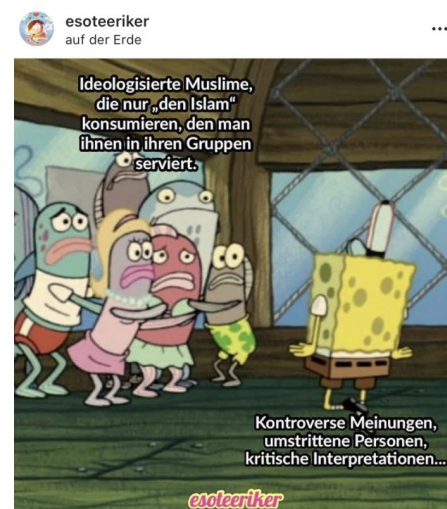 esoteeriker
auf der Erde
Ideologisierte Muslime,
die nur „den Islam“
konsumieren, den man
ihnen in ihren Gruppen
serviert.
Kontroverse Meinungen,
umstrittene Personen,
kritische Interpretationen...
esoteeriker